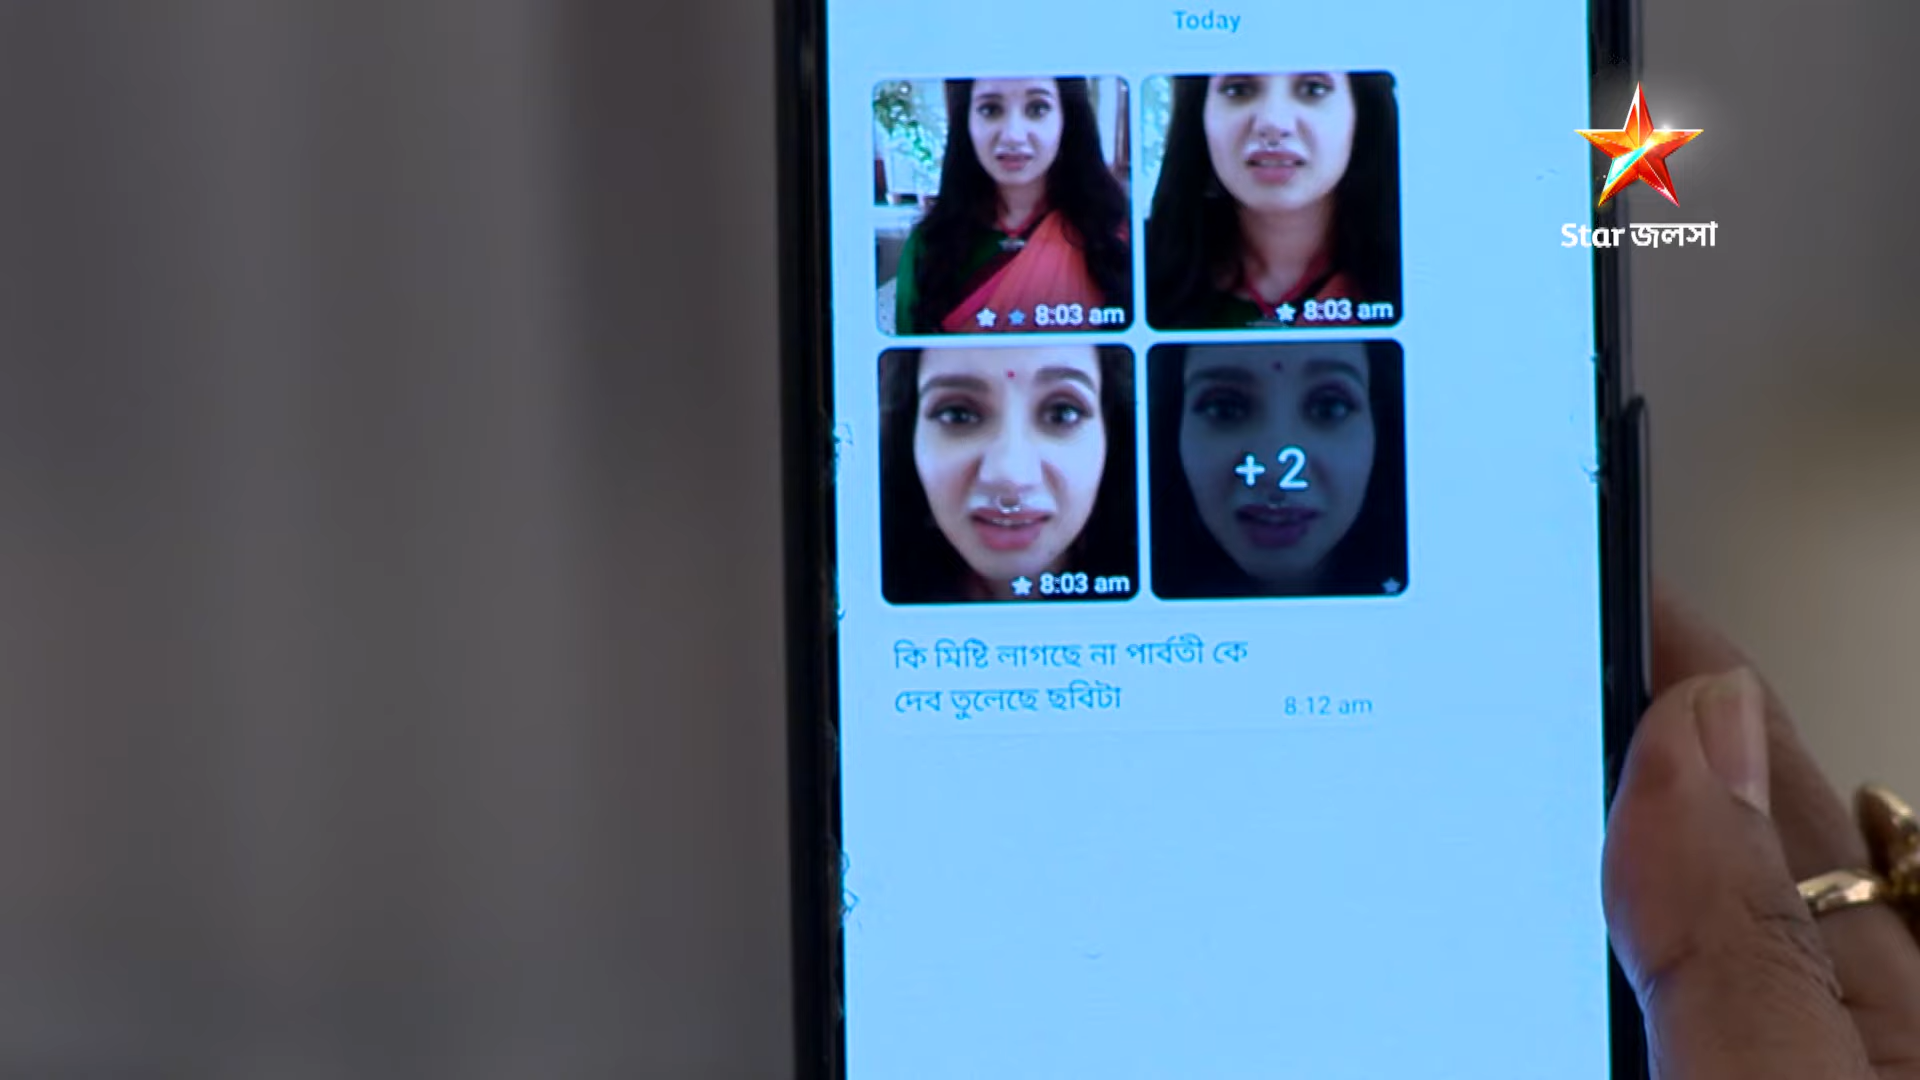 Today
8:03 am
8:03 am
8:03 am
+ 2
কি মিষ্টি লাগছে না পার্বতী কে
দেব তুলেছে ছবিটা
8:12 am
Star জলসা